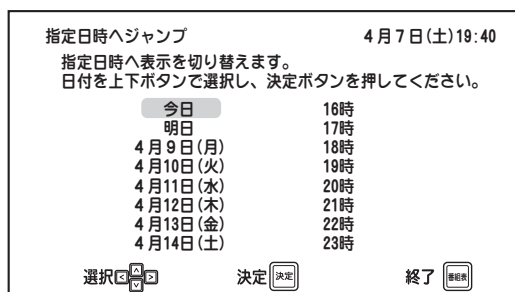 指定日時へジャンプ 4月7日(土)19:40
指定日時へ表示を切り替えます。
日付を上下ボタンで選択し、決定ボタンを押してください。
今日 16時
明日 17時
4月9日(月) 18時
4月10日(火) 19時
4月11日(水) 20時
4月12日(木) 21時
4月13日(金) 22時
4月14日(土) 23時
選択 決定 決定 終了 番組表